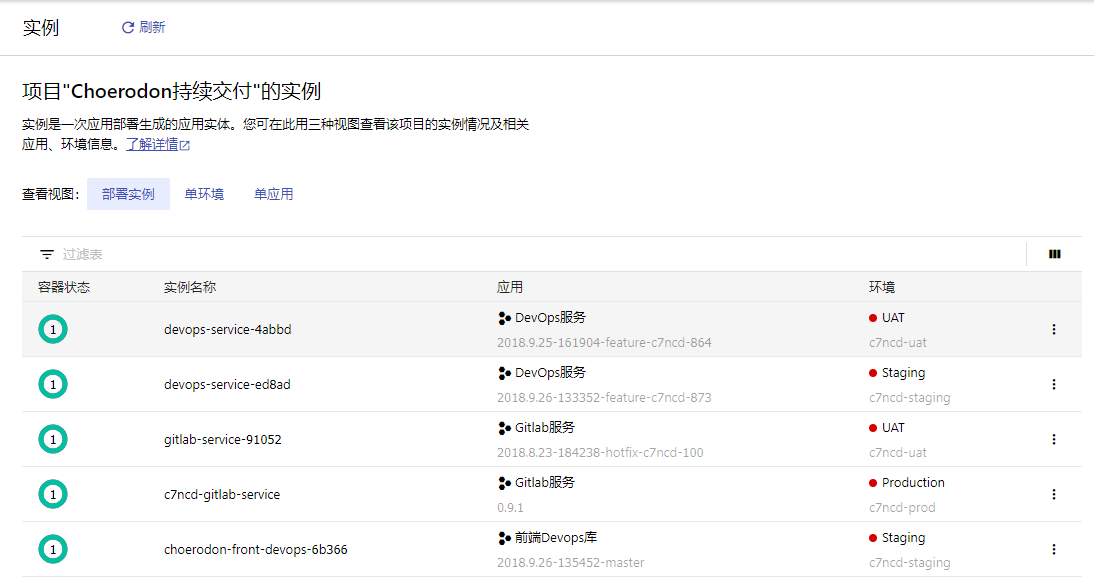 实例 刷新
项目"Choerodon持续交付"的实例
实例是一次应用部署生成的应用实体。您可在此用三种视图查看该项目的实例情况及相关
应用、环境信息。了解详情
查看视图： 部署实例 单环境 单应用
过滤表
容器状态 实例名称 应用 环境
1 devops-service-4abbd DevOps服务 UAT
2018.9.25-161904-feature-c7ncd-864 c7ncd-uat
1 devops-service-ed8ad DevOps服务 Staging
2018.9.26-133352-feature-c7ncd-873 c7ncd-staging
1 gitlab-service-91052 Gitlab服务 UAT
2018.8.23-184238-hotfix-c7ncd-100 c7ncd-uat
1 c7ncd-gitlab-service Gitlab服务 Production
0.9.1 c7ncd-prod
1 choerodon-front-devops-6b366 前端Devops库 Staging
2018.9.26-135452-master c7ncd-staging